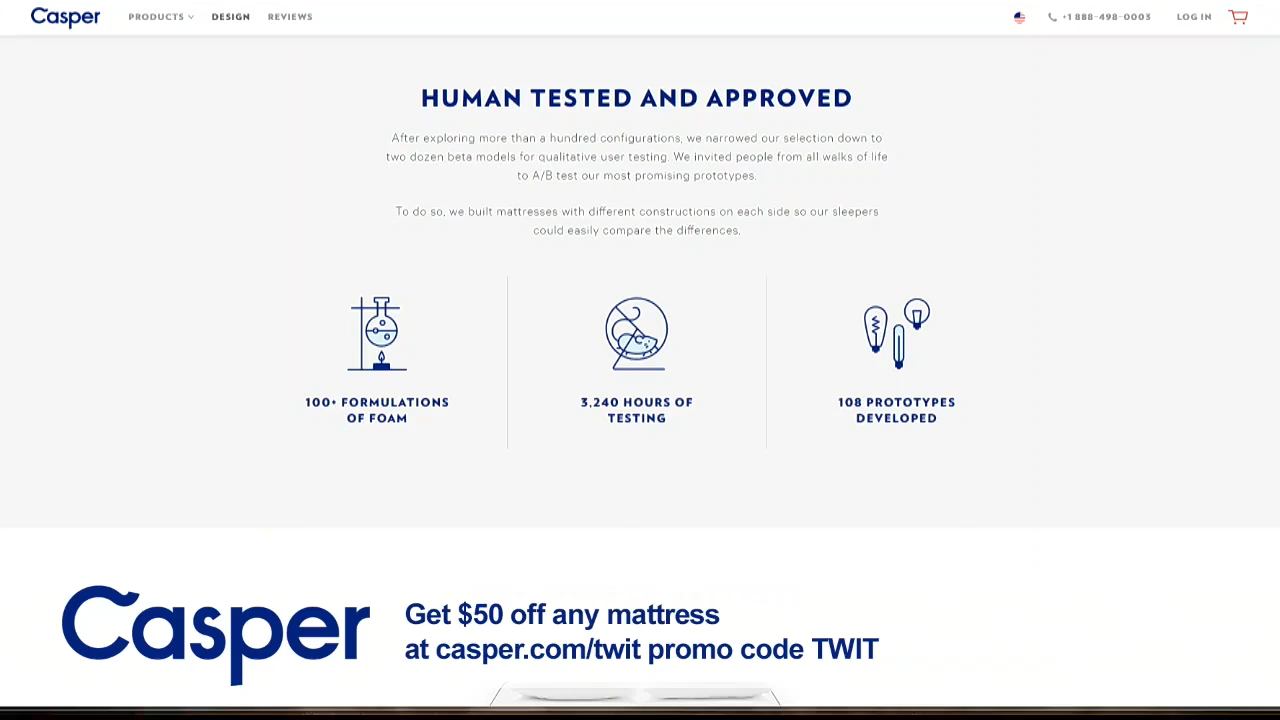 Casper PRODUCTS DESIGN REVIEWS +1 888-498-0003 LOG IN
HUMAN TESTED AND APPROVED
After exploring more than a hundred configurations, we narrowed our selection down to
two dozen beta models for qualitative user testing. We invited people from all walks of life
to A/B test our most promising prototypes.
To do so, we built mattresses with different constructions on each side so our sleepers
could easily compare the differences.
100+ FORMULATIONS
OF FOAM
3,240 HOURS OF
TESTING
108 PROTOTYPES
DEVELOPED
Casper
Get $50 off any mattress
at casper.com/twit promo code TWIT